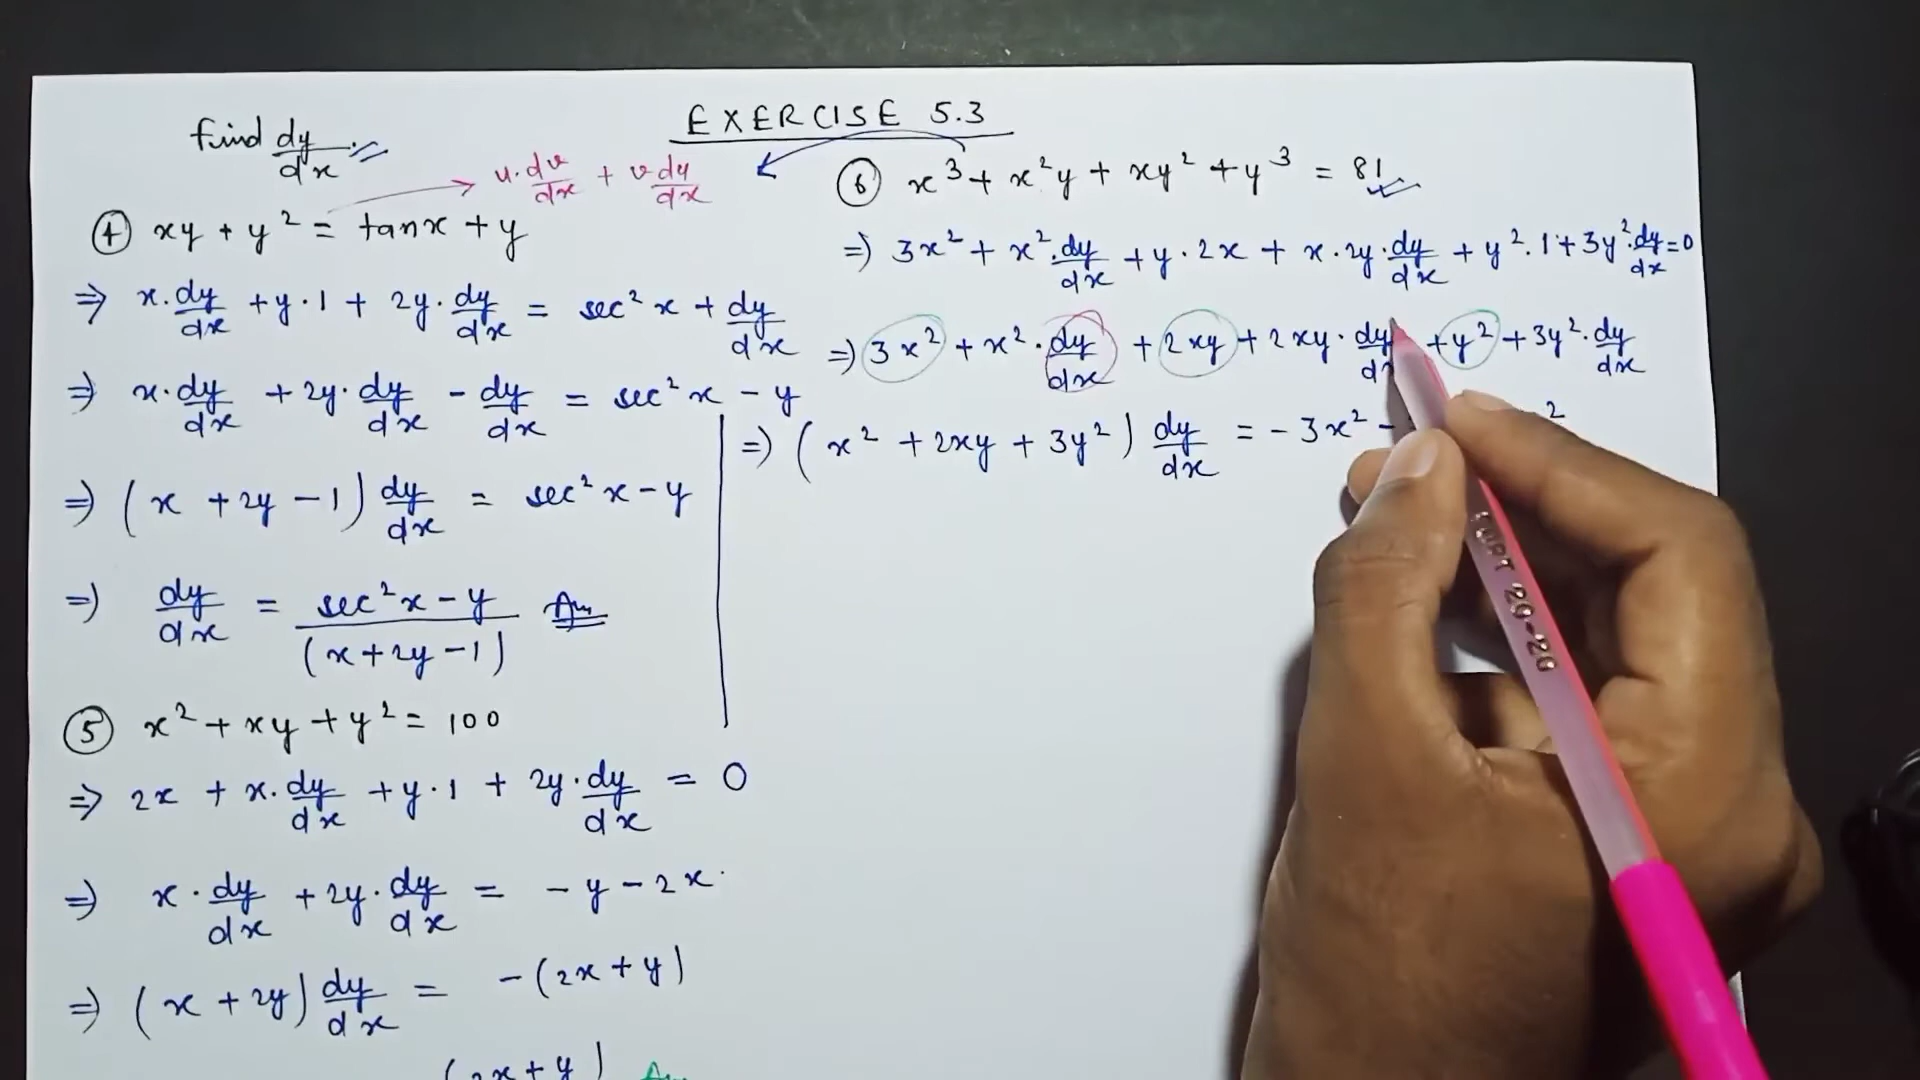 EXERCISE 5.3
find dy/dx
u·dv/dx + v dy/dx
④ xy + y² = tanx + y
⇒ x·dy/dx + y·1 + 2y·dy/dx = sec²x + dy/dx
⇒ x·dy/dx + 2y·dy/dx - dy/dx = sec²x - y
⇒ (x + 2y - 1) dy/dx = sec²x - y
⇒ dy/dx = sec²x - y / (x + 2y - 1) Ans
⑤ x² + xy + y² = 100
⇒ 2x + x·dy/dx + y·1 + 2y·dy/dx = 0
⇒ x·dy/dx + 2y·dy/dx = - y - 2x
⇒ (x + 2y) dy/dx = -(2x + y)
(2x + y)
⑥ x³ + x²y + xy² + y³ = 81
⇒ 3x² + x²·dy/dx + y·2x + x·2y·dy/dx + y²·1 + 3y²·dy/dx = 0
⇒ 3x² + x²·dy/dx + 2xy + 2xy·dy/dx + y² + 3y²·dy/dx
⇒ (x² + 2xy + 3y²) dy/dx = - 3x² -